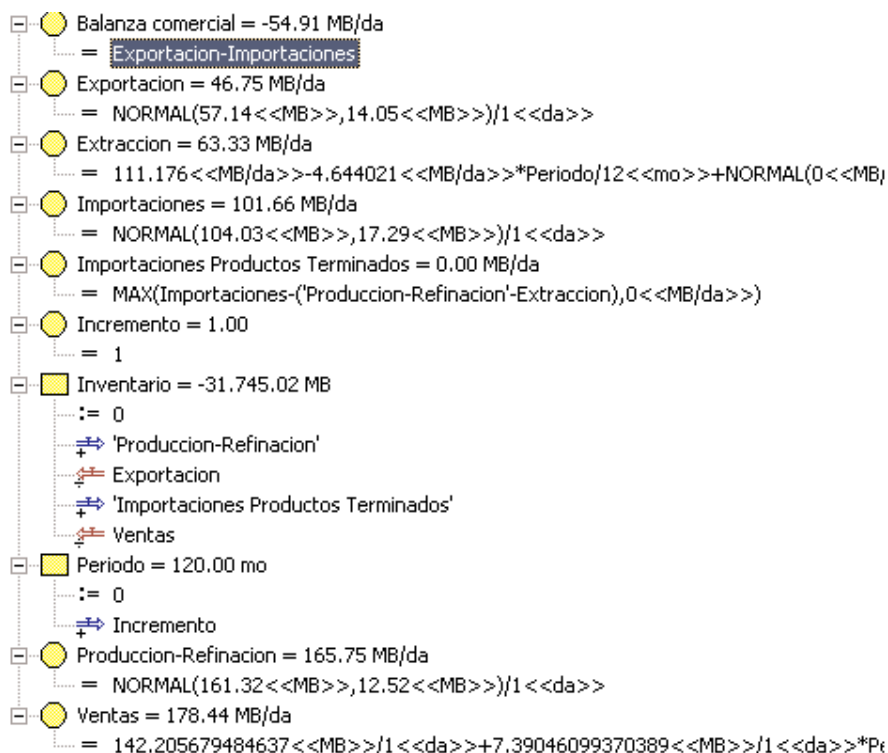 Balanza comercial = -54.91 MB/da
= Exportacion-Importaciones
Exportacion = 46.75 MB/da
= NORMAL(57.14<<MB>>,14.05<<MB>>)/1<<da>>
Extraccion = 63.33 MB/da
= 111.176<<MB/da>>-4.644021<<MB/da>>*Periodo/12<<mo>>+NORMAL(0<<MB/
Importaciones = 101.66 MB/da
= NORMAL(104.03<<MB>>,17.29<<MB>>)/1<<da>>
Importaciones Productos Terminados = 0.00 MB/da
= MAX(Importaciones-('Produccion-Refinacion'-Extraccion),0<<MB/da>>)
Incremento = 1.00
= 1
Inventario = -31.745.02 MB
:= 0
'Produccion-Refinacion'
Exportacion
'Importaciones Productos Terminados'
Ventas
Periodo = 120.00 mo
:= 0
Incremento
Produccion-Refinacion = 165.75 MB/da
= NORMAL(161.32<<MB>>,12.52<<MB>>)/1<<da>>
Ventas = 178.44 MB/da
= 142.205679484637<<MB>>/1<<da>>+7.39046099370389<<MB>>/1<<da>>*Pe